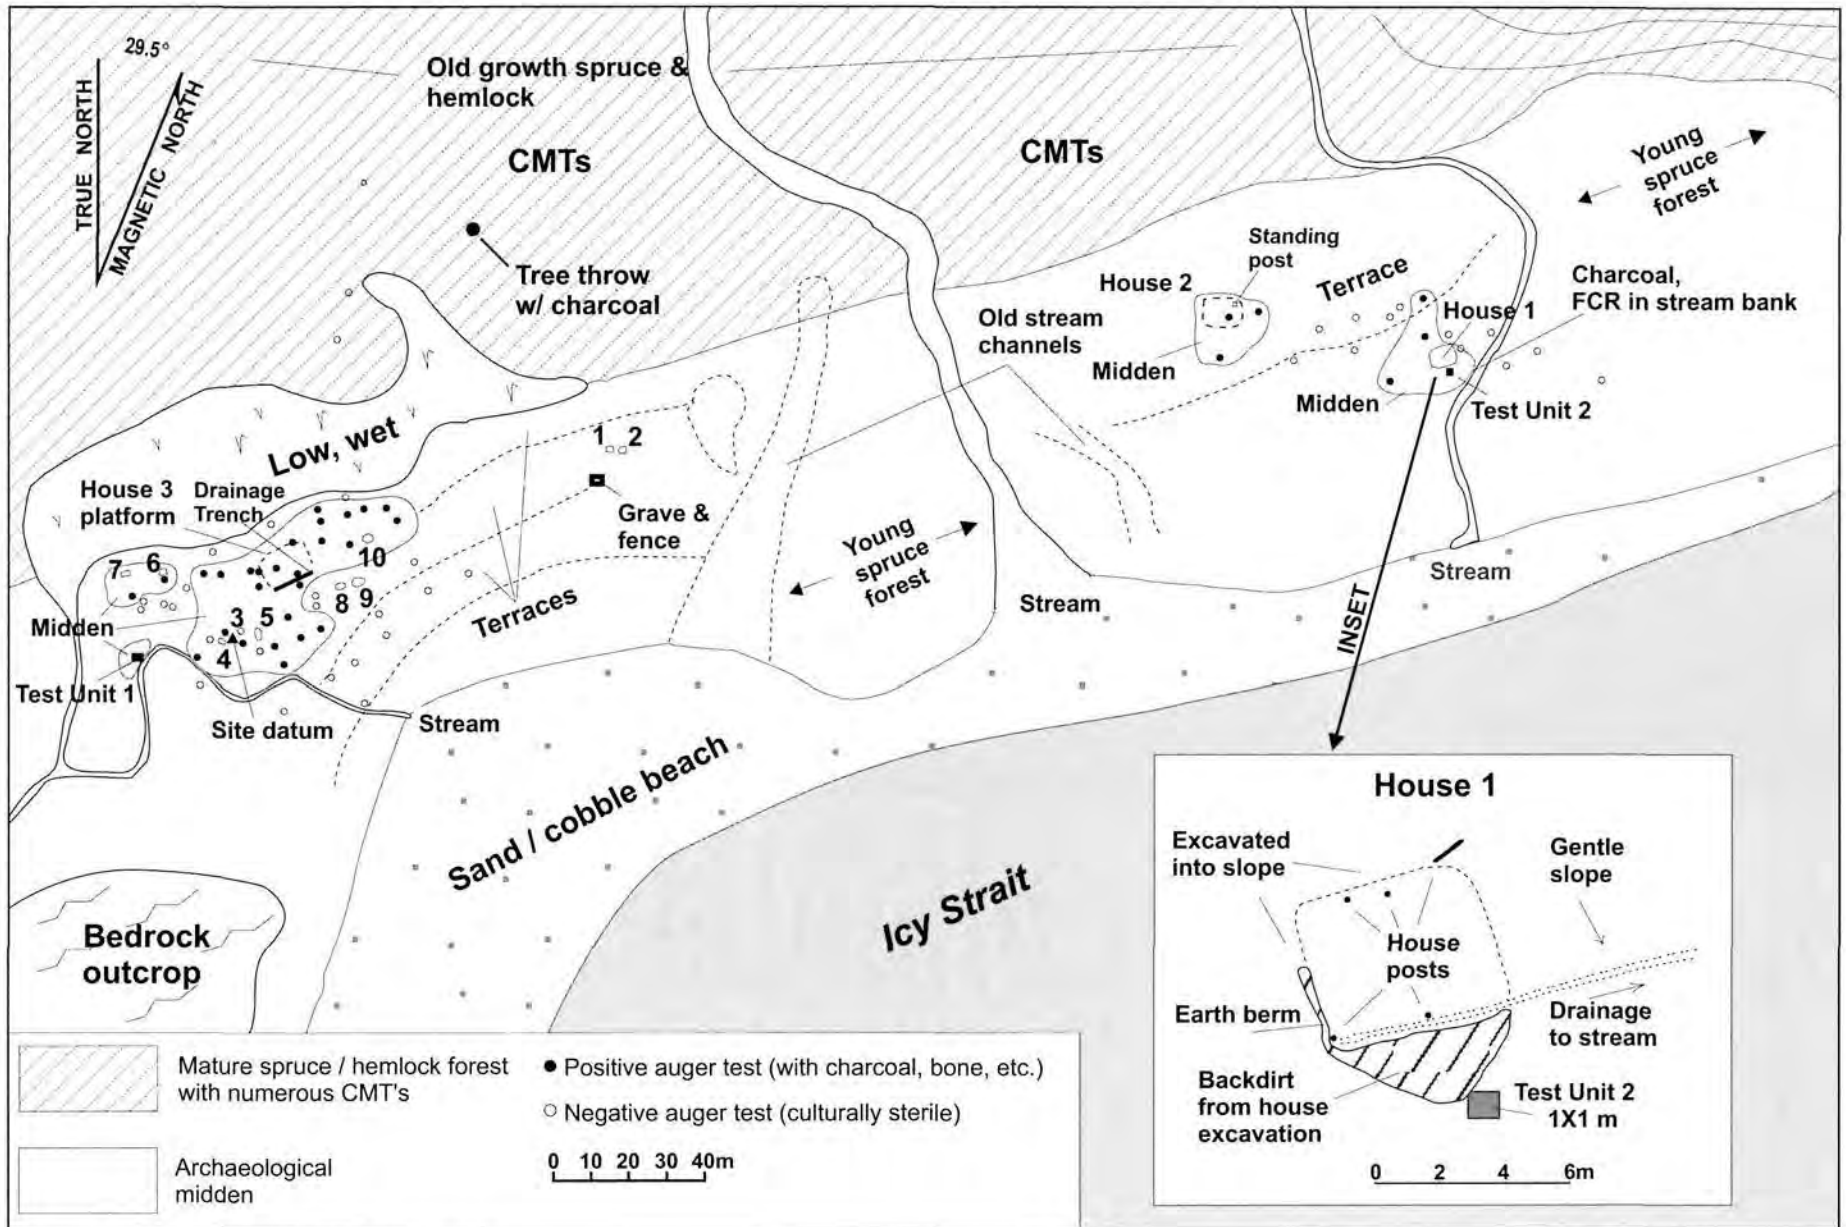 29.5°
TRUE NORTH
MAGNETIC NORTH
Old growth spruce &
hemlock
CMTs
CMTs
Young
spruce
forest
Tree throw
w/ charcoal
Standing
post
House 2
Terrace
Charcoal,
FCR in stream bank
House 1
Old stream
channels
Midden
Midden
Test Unit 2
Low, wet
1 2
House 3
platform
Drainage
Trench
Grave &
fence
Young
spruce
forest
10
7 6
8 9
3 5
4
Terraces
Midden
Stream
Stream
INSET
Test Unit 1
Site datum
Stream
Sand / cobble beach
Icy Strait
Bedrock
outcrop
House 1
Excavated
into slope
Gentle
slope
House
posts
Earth berm
Drainage
to stream
Backdirt
from house
excavation
Test Unit 2
1X1 m
0 2 4 6m
Mature spruce / hemlock forest
with numerous CMT's
Positive auger test (with charcoal, bone, etc.)
Negative auger test (culturally sterile)
Archaeological
midden
0 10 20 30 40m